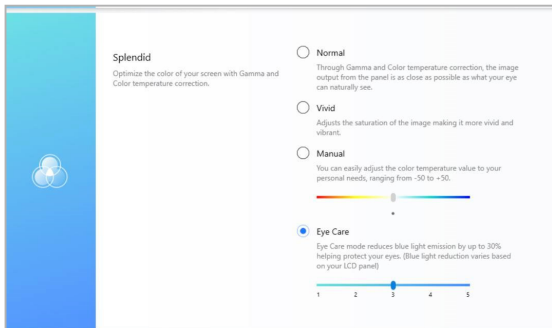 Splendid
Optimize the color of your screen with Gamma and
Color temperature correction.
Normal
Through Gamma and Color temperature correction, the image
output from the panel is as close as possible as what your eye
can naturally see.
Vivid
Adjusts the saturation of the image making it more vivid and
vibrant.
Manual
You can easily adjust the color temperature value to your
personal needs, ranging from -50 to +50.
Eye Care
Eye Care mode reduces blue light emission by up to 30%
helping protect your eyes. (Blue light reduction varies based
on your LCD panel)
1 2 3 4 5